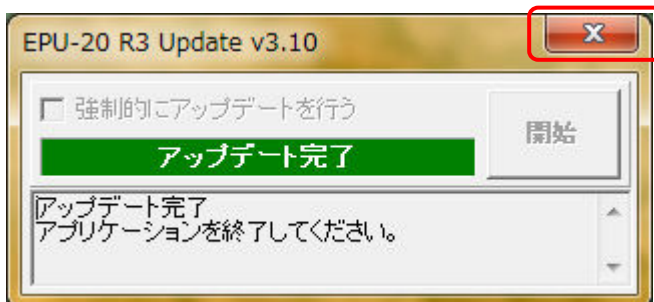 EPU-20 R3 Update v3.10
強制的にアップデートを行う
開始
アップデート完了
アップデート完了
アプリケーションを終了してください。